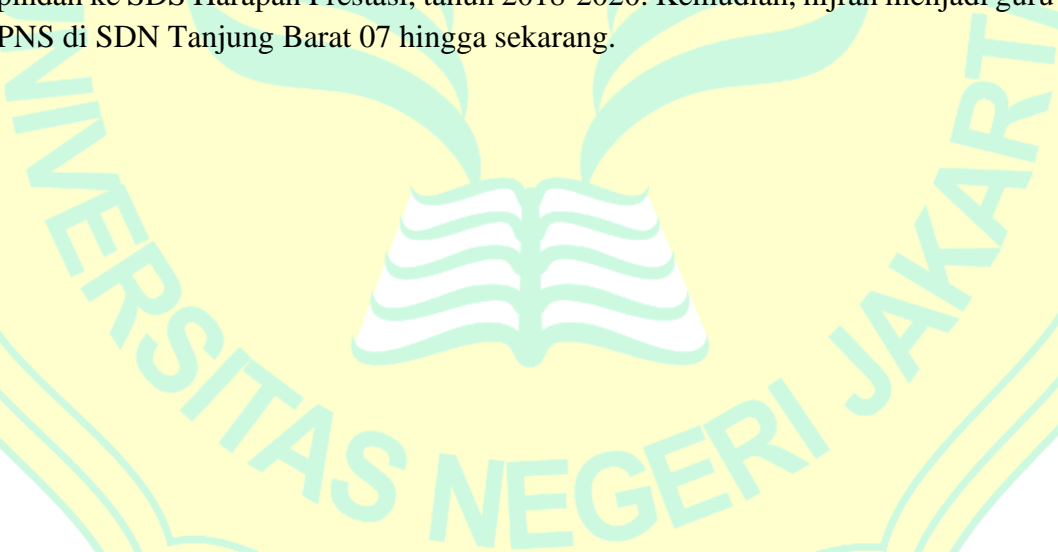 pindah ke SDS Harapan Prestasi, tahun 2018-2020. Kemudian, hijrah menjadi guru
PNS di SDN Tanjung Barat 07 hingga sekarang.
NIVERSITAS NEGERI JAKART